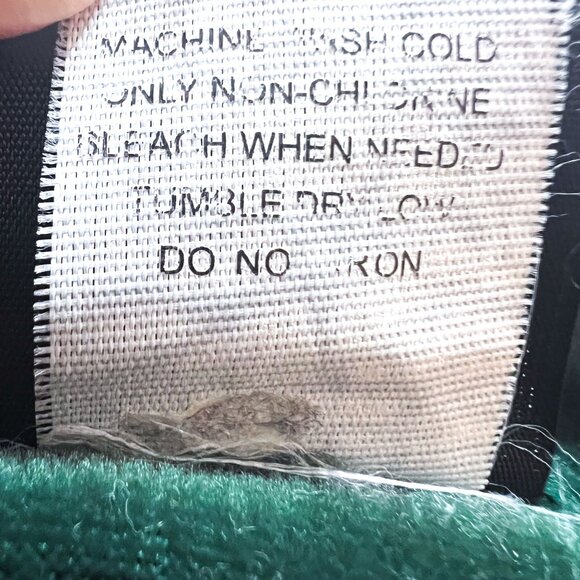 MACHINE WASH COLD
ONLY NON-CHLORINE
BLEACH WHEN NEEDED
TUMBLE DRY LOW
DO NOT IRON